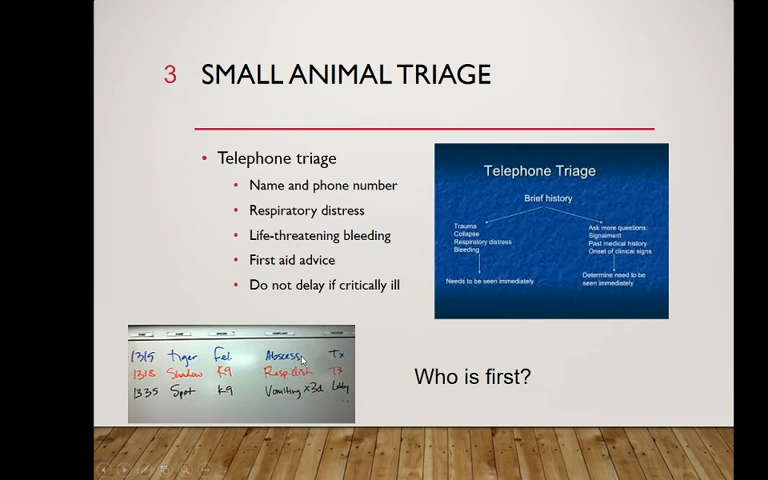 3 SMALL ANIMAL TRIAGE
• Telephone triage
• Name and phone number
• Respiratory distress
• Life-threatening bleeding
• First aid advice
• Do not delay if critically ill
Telephone Triage
Brief history
Trauma
Collapse
Respiratory distress
Bleeding
Needs to be seen immediately
Ask more questions:
Signalment
Past medical history
Onset of clinical signs
Determine need to be
seen immediately
1315 Tiger Fel. Abscess Tx
1318 Shadow K9 Resp. dist Tx
1335 Spot K9 Vomiting x3d Lobby
Who is first?